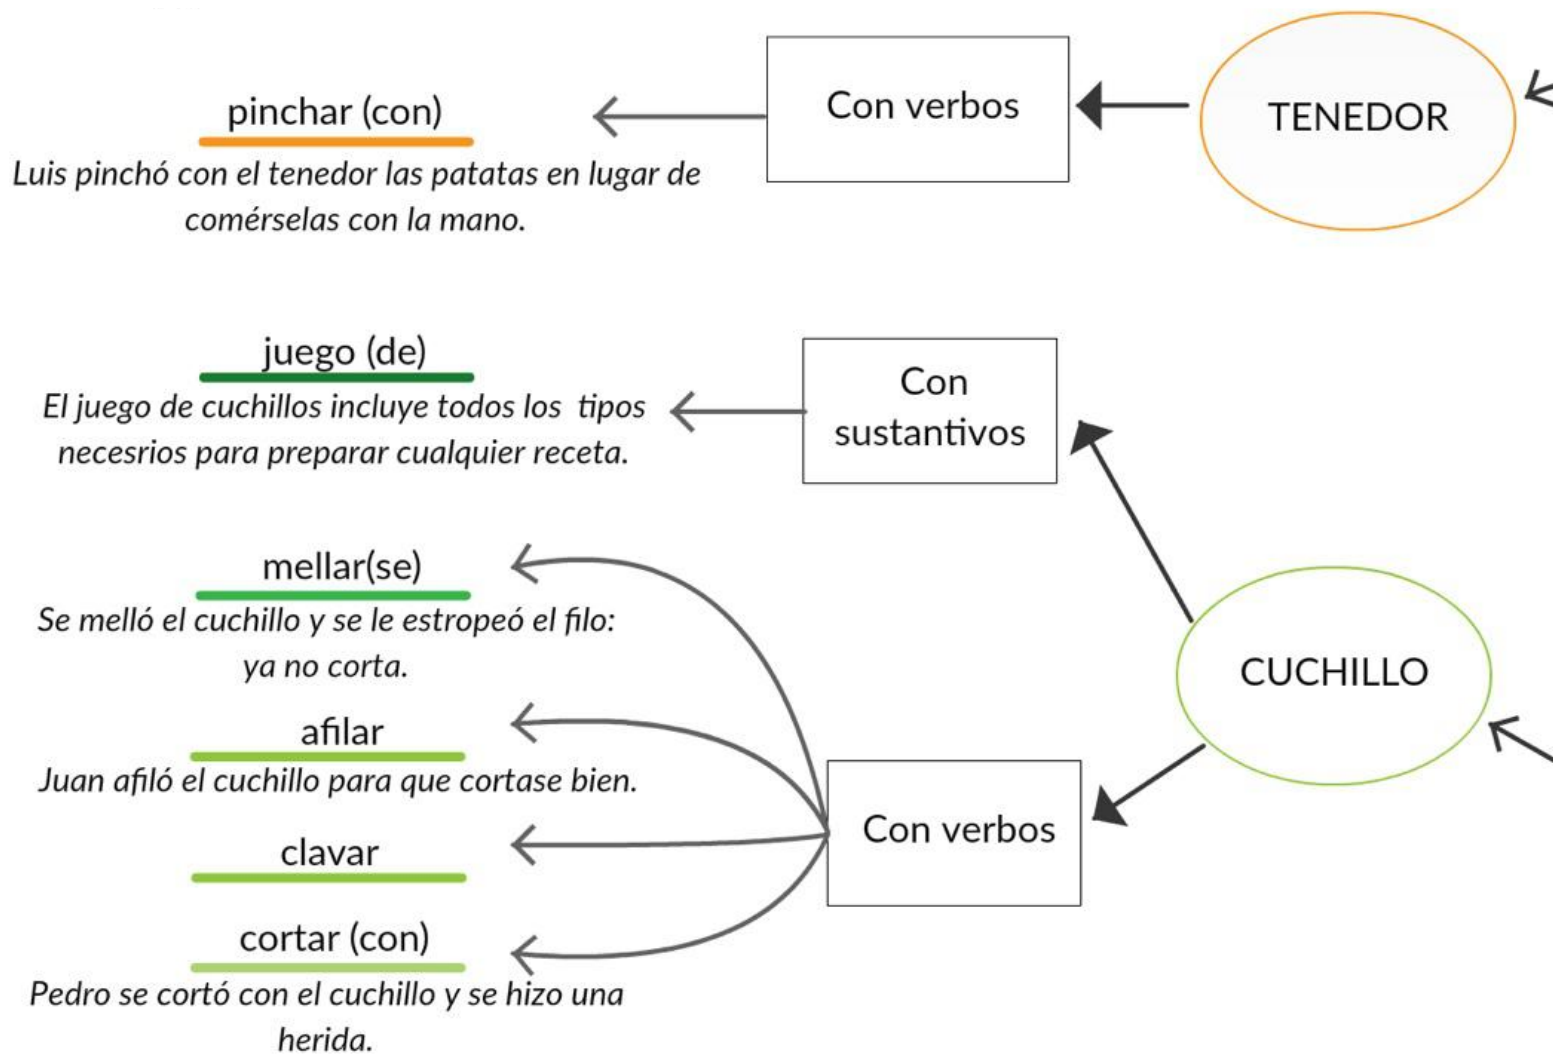 TENEDOR
Con verbos
pinchar (con)
Luis pinchó con el tenedor las patatas en lugar de
comérselas con la mano.
CUCHILLO
Con
sustantivos
juego (de)
El juego de cuchillos incluye todos los tipos
necesrios para preparar cualquier receta.
Con verbos
mellar(se)
Se melló el cuchillo y se le estropeó el filo:
ya no corta.
afilar
Juan afiló el cuchillo para que cortase bien.
clavar
cortar (con)
Pedro se cortó con el cuchillo y se hizo una
herida.